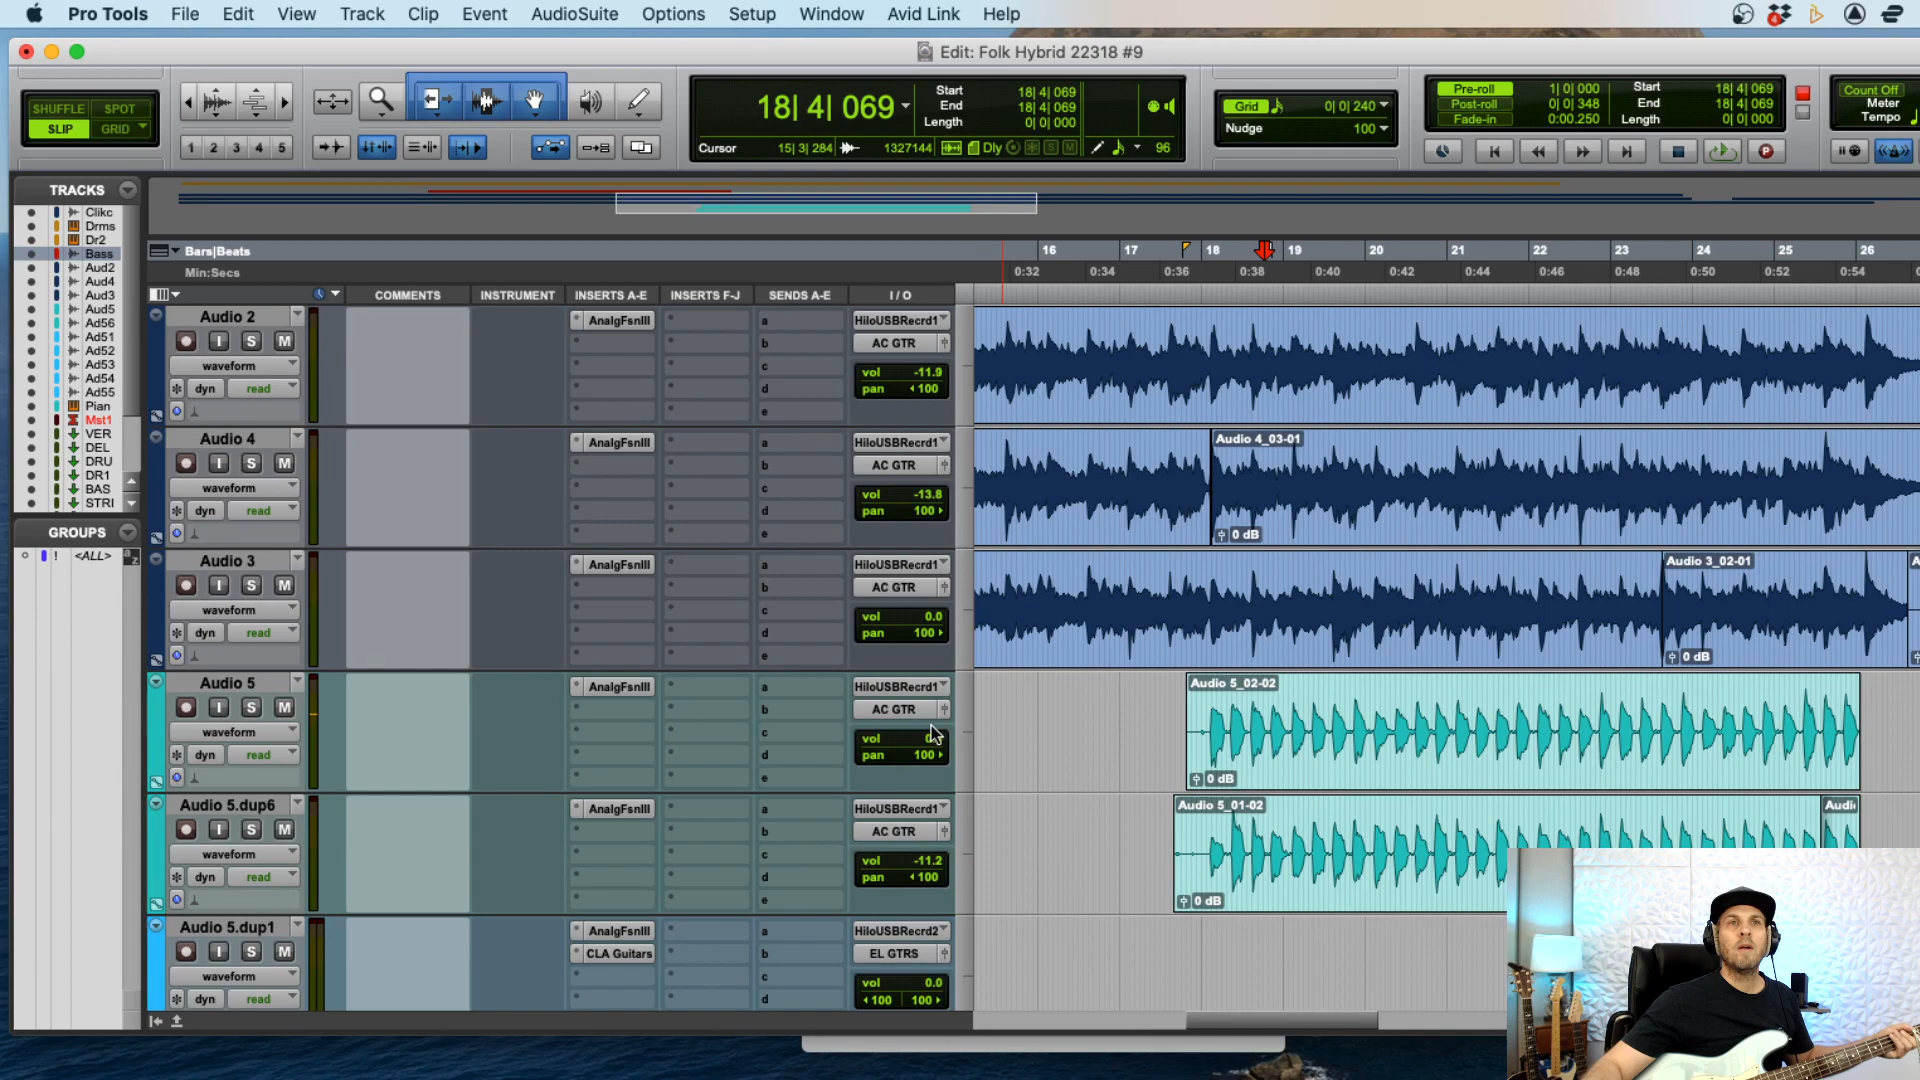 Pro Tools File Edit View Track Clip Event AudioSuite Options Setup Window Avid Link Help
Edit: Folk Hybrid 22318 #9
SHUFFLE SPOT
SLIP GRID
1 2 3 4 5
18| 4| 069
Start 18| 4| 069
End 18| 4| 069
Length 0| 0| 000
Cursor 15| 3| 284 1327144 Dly S M 96
Grid 0| 0| 240
Nudge 100
Pre-roll 1| 0| 000
Post-roll 0| 0| 348
Fade-in 0:00.250
Start 18| 4| 069
End 18| 4| 069
Length 0| 0| 000
Count Off
Meter
Tempo
TRACKS
Clikc
Drms
Dr2
Bass
Aud2
Aud4
Aud3
Aud5
Ad56
Ad51
Ad52
Ad53
Ad54
Ad55
Pian
Mst1
VER
DEL
DRU
DR1
BAS
STRI
GROUPS
! <ALL> a z
Bars|Beats 16 17 18 19 20 21 22 23 24 25 26
Min:Secs 0:32 0:34 0:36 0:38 0:40 0:42 0:44 0:46 0:48 0:50 0:52 0:54
COMMENTS INSTRUMENT INSERTS A-E INSERTS F-J SENDS A-E I / O
Audio 2
I S M
waveform
dyn read
AnalgFsnIII
a
b
c
d
e
HiloUSBRecrd1
AC GTR
vol -11.9
pan 100
Audio 4
I S M
waveform
dyn read
AnalgFsnIII
a
b
c
d
e
HiloUSBRecrd1
AC GTR
vol -13.8
pan 100
Audio 4_03-01
0 dB
Audio 3
I S M
waveform
dyn read
AnalgFsnIII
a
b
c
d
e
HiloUSBRecrd1
AC GTR
vol 0.0
pan 100
Audio 3_02-01
0 dB
A
Audio 5
I S M
waveform
dyn read
AnalgFsnIII
a
b
c
d
e
HiloUSBRecrd1
AC GTR
vol
pan 100
Audio 5_02-02
0 dB
Audio 5.dup6
I S M
waveform
dyn read
AnalgFsnIII
a
b
c
d
e
HiloUSBRecrd1
AC GTR
vol -11.2
pan 100
Audio 5_01-02
0 dB
Audi
Audio 5.dup1
I S M
waveform
dyn read
AnalgFsnIII
CLA Guitars
a
b
c
d
HiloUSBRecrd2
EL GTRS
vol 0.0
100 100